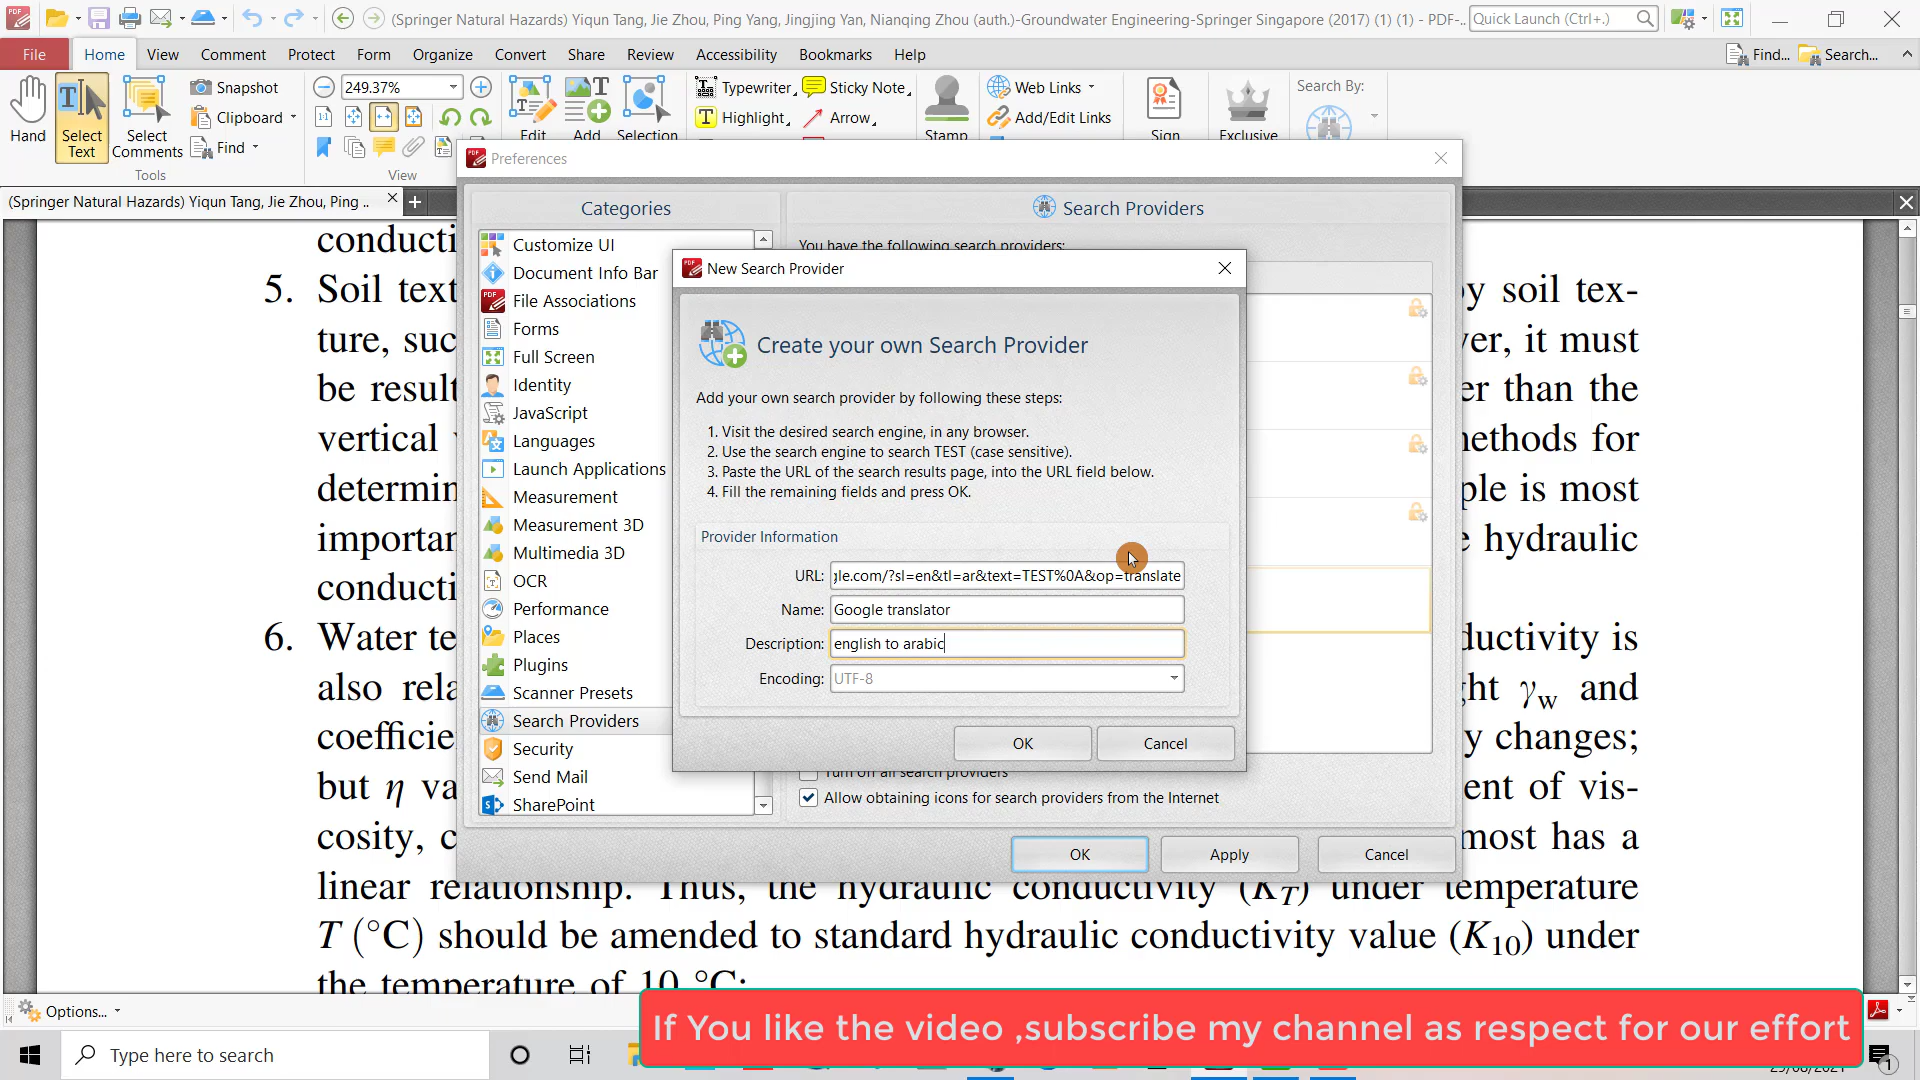 (Springer Natural Hazards) Yiqun Tang, Jie Zhou, Ping Yang, Jingjing Yan, Nianqing Zhou (auth.)-Groundwater Engineering-Springer Singapore (2017) (1) (1) - PDF-..
Quick Launch (Ctrl+.)
File Home View Comment Protect Form Organize Convert Share Review Accessibility Bookmarks Help
Find... Search...
Hand
Select
Text
Select
Comments
Snapshot
Clipboard
Find
Tools
249.37%
View
Edit
Add
Selection
Typewriter
Highlight
Sticky Note
Arrow
Stamp
Web Links
Add/Edit Links
Sign
Exclusive
Search By:
(Springer Natural Hazards) Yiqun Tang, Jie Zhou, Ping ..
Preferences
Categories
Customize UI
Document Info Bar
File Associations
Forms
Full Screen
Identity
JavaScript
Languages
Launch Applications
Measurement
Measurement 3D
Multimedia 3D
OCR
Performance
Places
Plugins
Scanner Presets
Search Providers
Security
Send Mail
SharePoint
Search Providers
You have the following search providers:
New Search Provider
Create your own Search Provider
Add your own search provider by following these steps:
1. Visit the desired search engine, in any browser.
2. Use the search engine to search TEST (case sensitive).
3. Paste the URL of the search results page, into the URL field below.
4. Fill the remaining fields and press OK.
Provider Information
URL: gle.com/?sl=en&tl=ar&text=TEST%0A&op=translate
Name: Google translator
Description: english to arabic
Encoding: UTF-8
OK Cancel
Turn off all search providers
Allow obtaining icons for search providers from the Internet
OK Apply Cancel
conducti
5. Soil text y soil tex-
ture, suc ver, it must
be result er than the
vertical nethods for
determin ple is most
importan hydraulic
conducti
6. Water te ductivity is
also rela ght γw and
coefficie y changes;
but η va ent of vis-
cosity, c most has a
linear relationship. Thus, the hydraulic conductivity (KT) under temperature
T (°C) should be amended to standard hydraulic conductivity value (K10) under
the temperature of 10 °C:
Options...
If You like the video ,subscribe my channel as respect for our effort
Type here to search
29/08/2021
1